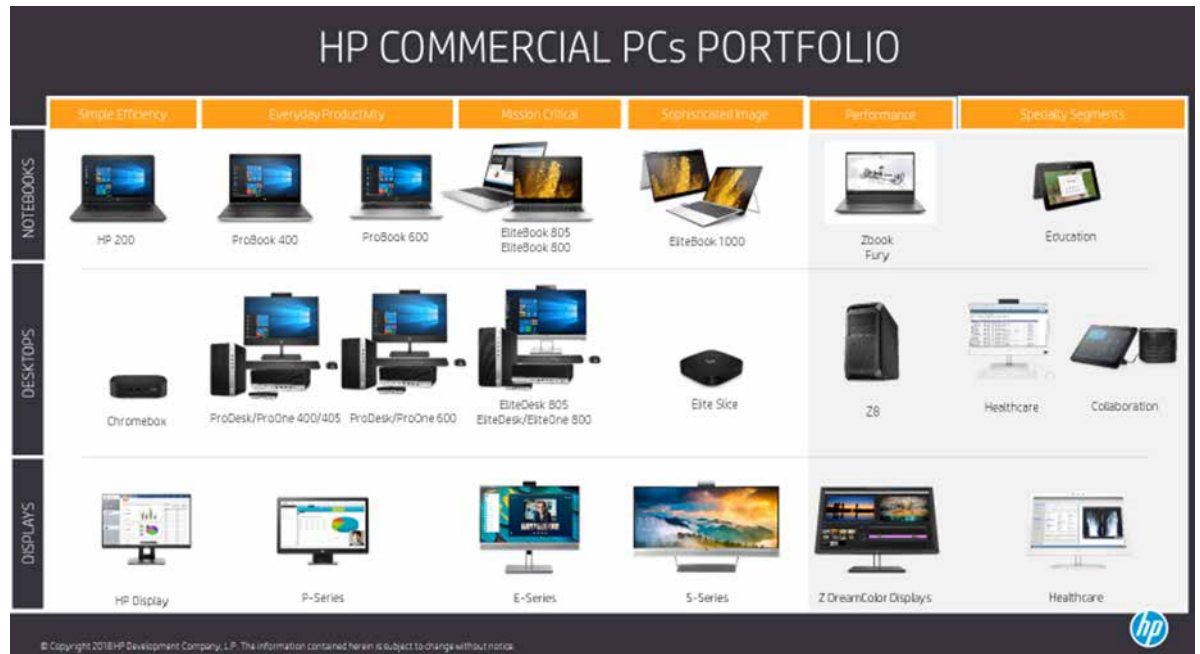 HP COMMERCIAL PCs PORTFOLIO
Simple Efficiency
Everyday Productivity
Mission Critical
Sophisticated Image
Performance
Specialty Segments
NOTEBOOKS
HP 200
ProBook 400
ProBook 600
EliteBook 805
EliteBook 800
EliteBook 1000
Zbook
Fury
Education
DESKTOPS
Chromebox
ProDesk/ProOne 400/405
ProDesk/ProOne 600
EliteDesk 805
EliteDesk/EliteOne 800
Elite Slice
Z8
Healthcare
Collaboration
DISPLAYS
HP Display
P-Series
E-Series
S-Series
Z DreamColor Displays
Healthcare
© Copyright 2018 HP Development Company, L.P. The information contained herein is subject to change without notice.
hp